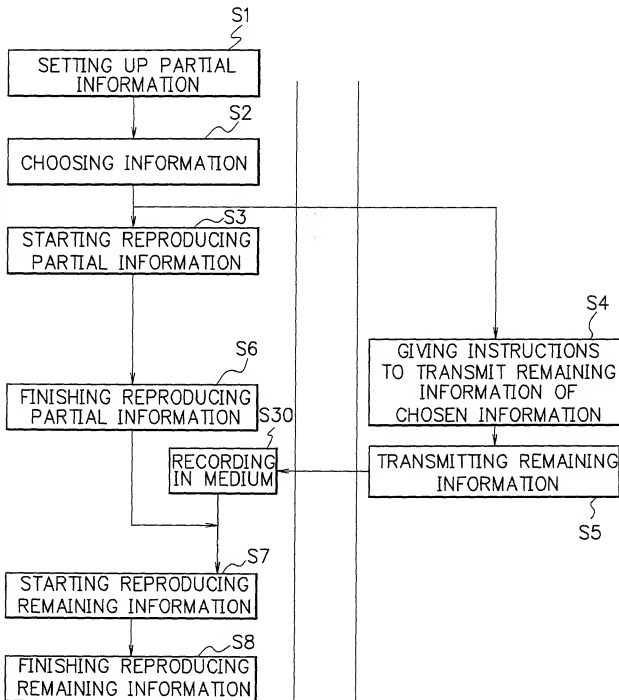 S1
SETTING UP PARTIAL
INFORMATION
S2
CHOOSING INFORMATION
S3
STARTING REPRODUCING
PARTIAL INFORMATION
S4
GIVING INSTRUCTIONS
TO TRANSMIT REMAINING
INFORMATION OF
CHOSEN INFORMATION
S6
FINISHING REPRODUCING
PARTIAL INFORMATION
S30
RECORDING
IN MEDIUM
TRANSMITTING REMAINING
INFORMATION
S5
S7
STARTING REPRODUCING
REMAINING INFORMATION
S8
FINISHING REPRODUCING
REMAINING INFORMATION